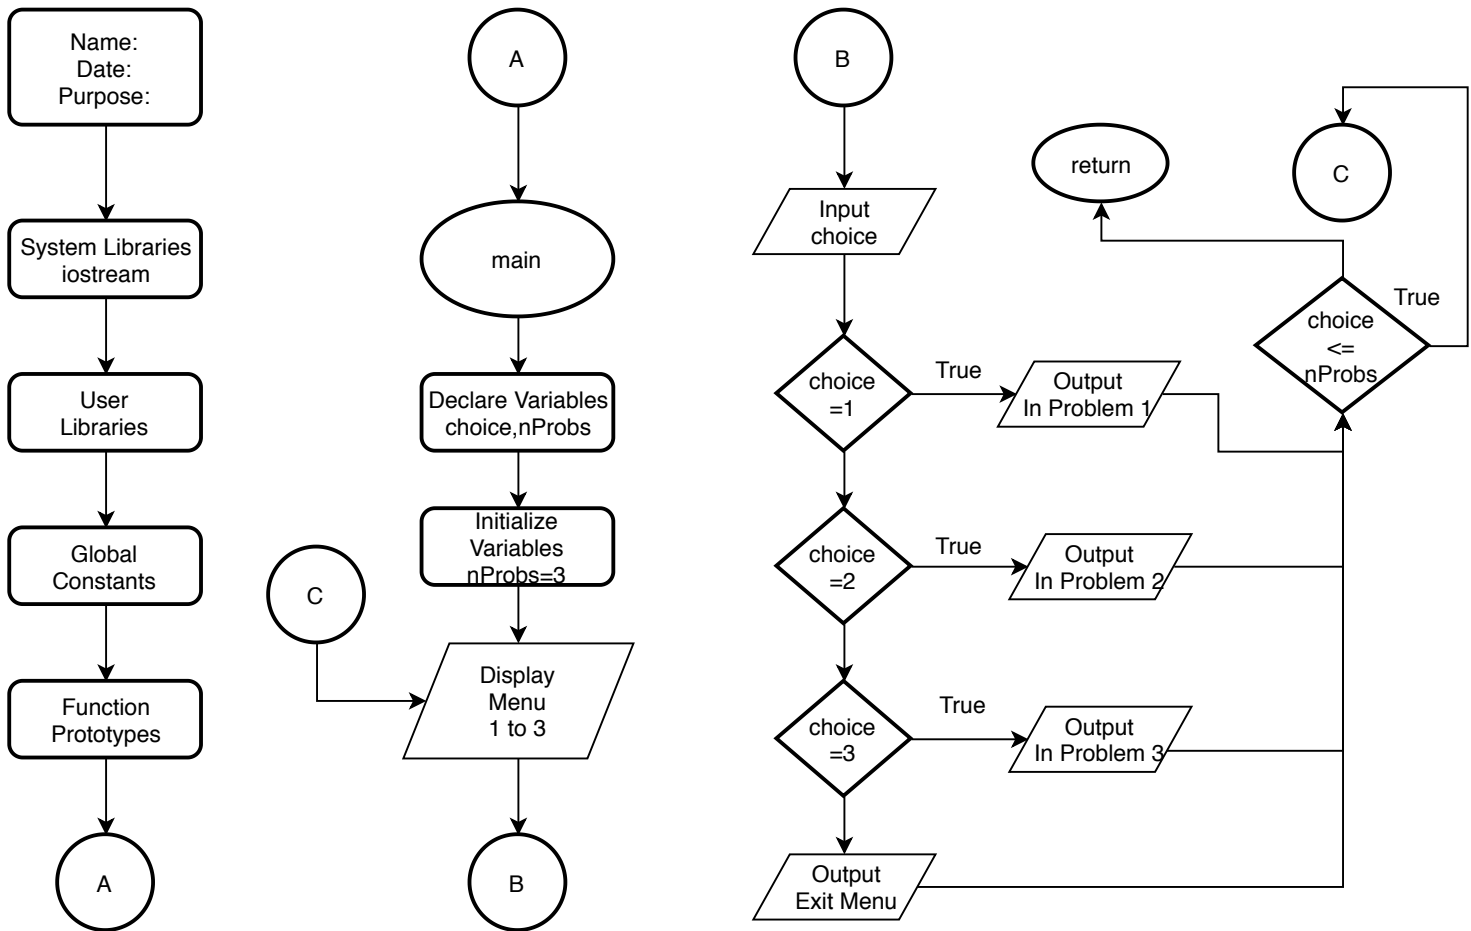 Name:
Date:
Purpose:
System Libraries
iostream
User
Libraries
Global
Constants
Function
Prototypes
A
A
main
Declare Variables
choice,nProbs
Initialize
Variables
nProbs=3
C
Display
Menu
1 to 3
B
B
Input
choice
choice
=1
True
Output
In Problem 1
choice
=2
True
Output
In Problem 2
choice
=3
True
Output
In Problem 3
Output
Exit Menu
return
C
choice
<=
nProbs
True